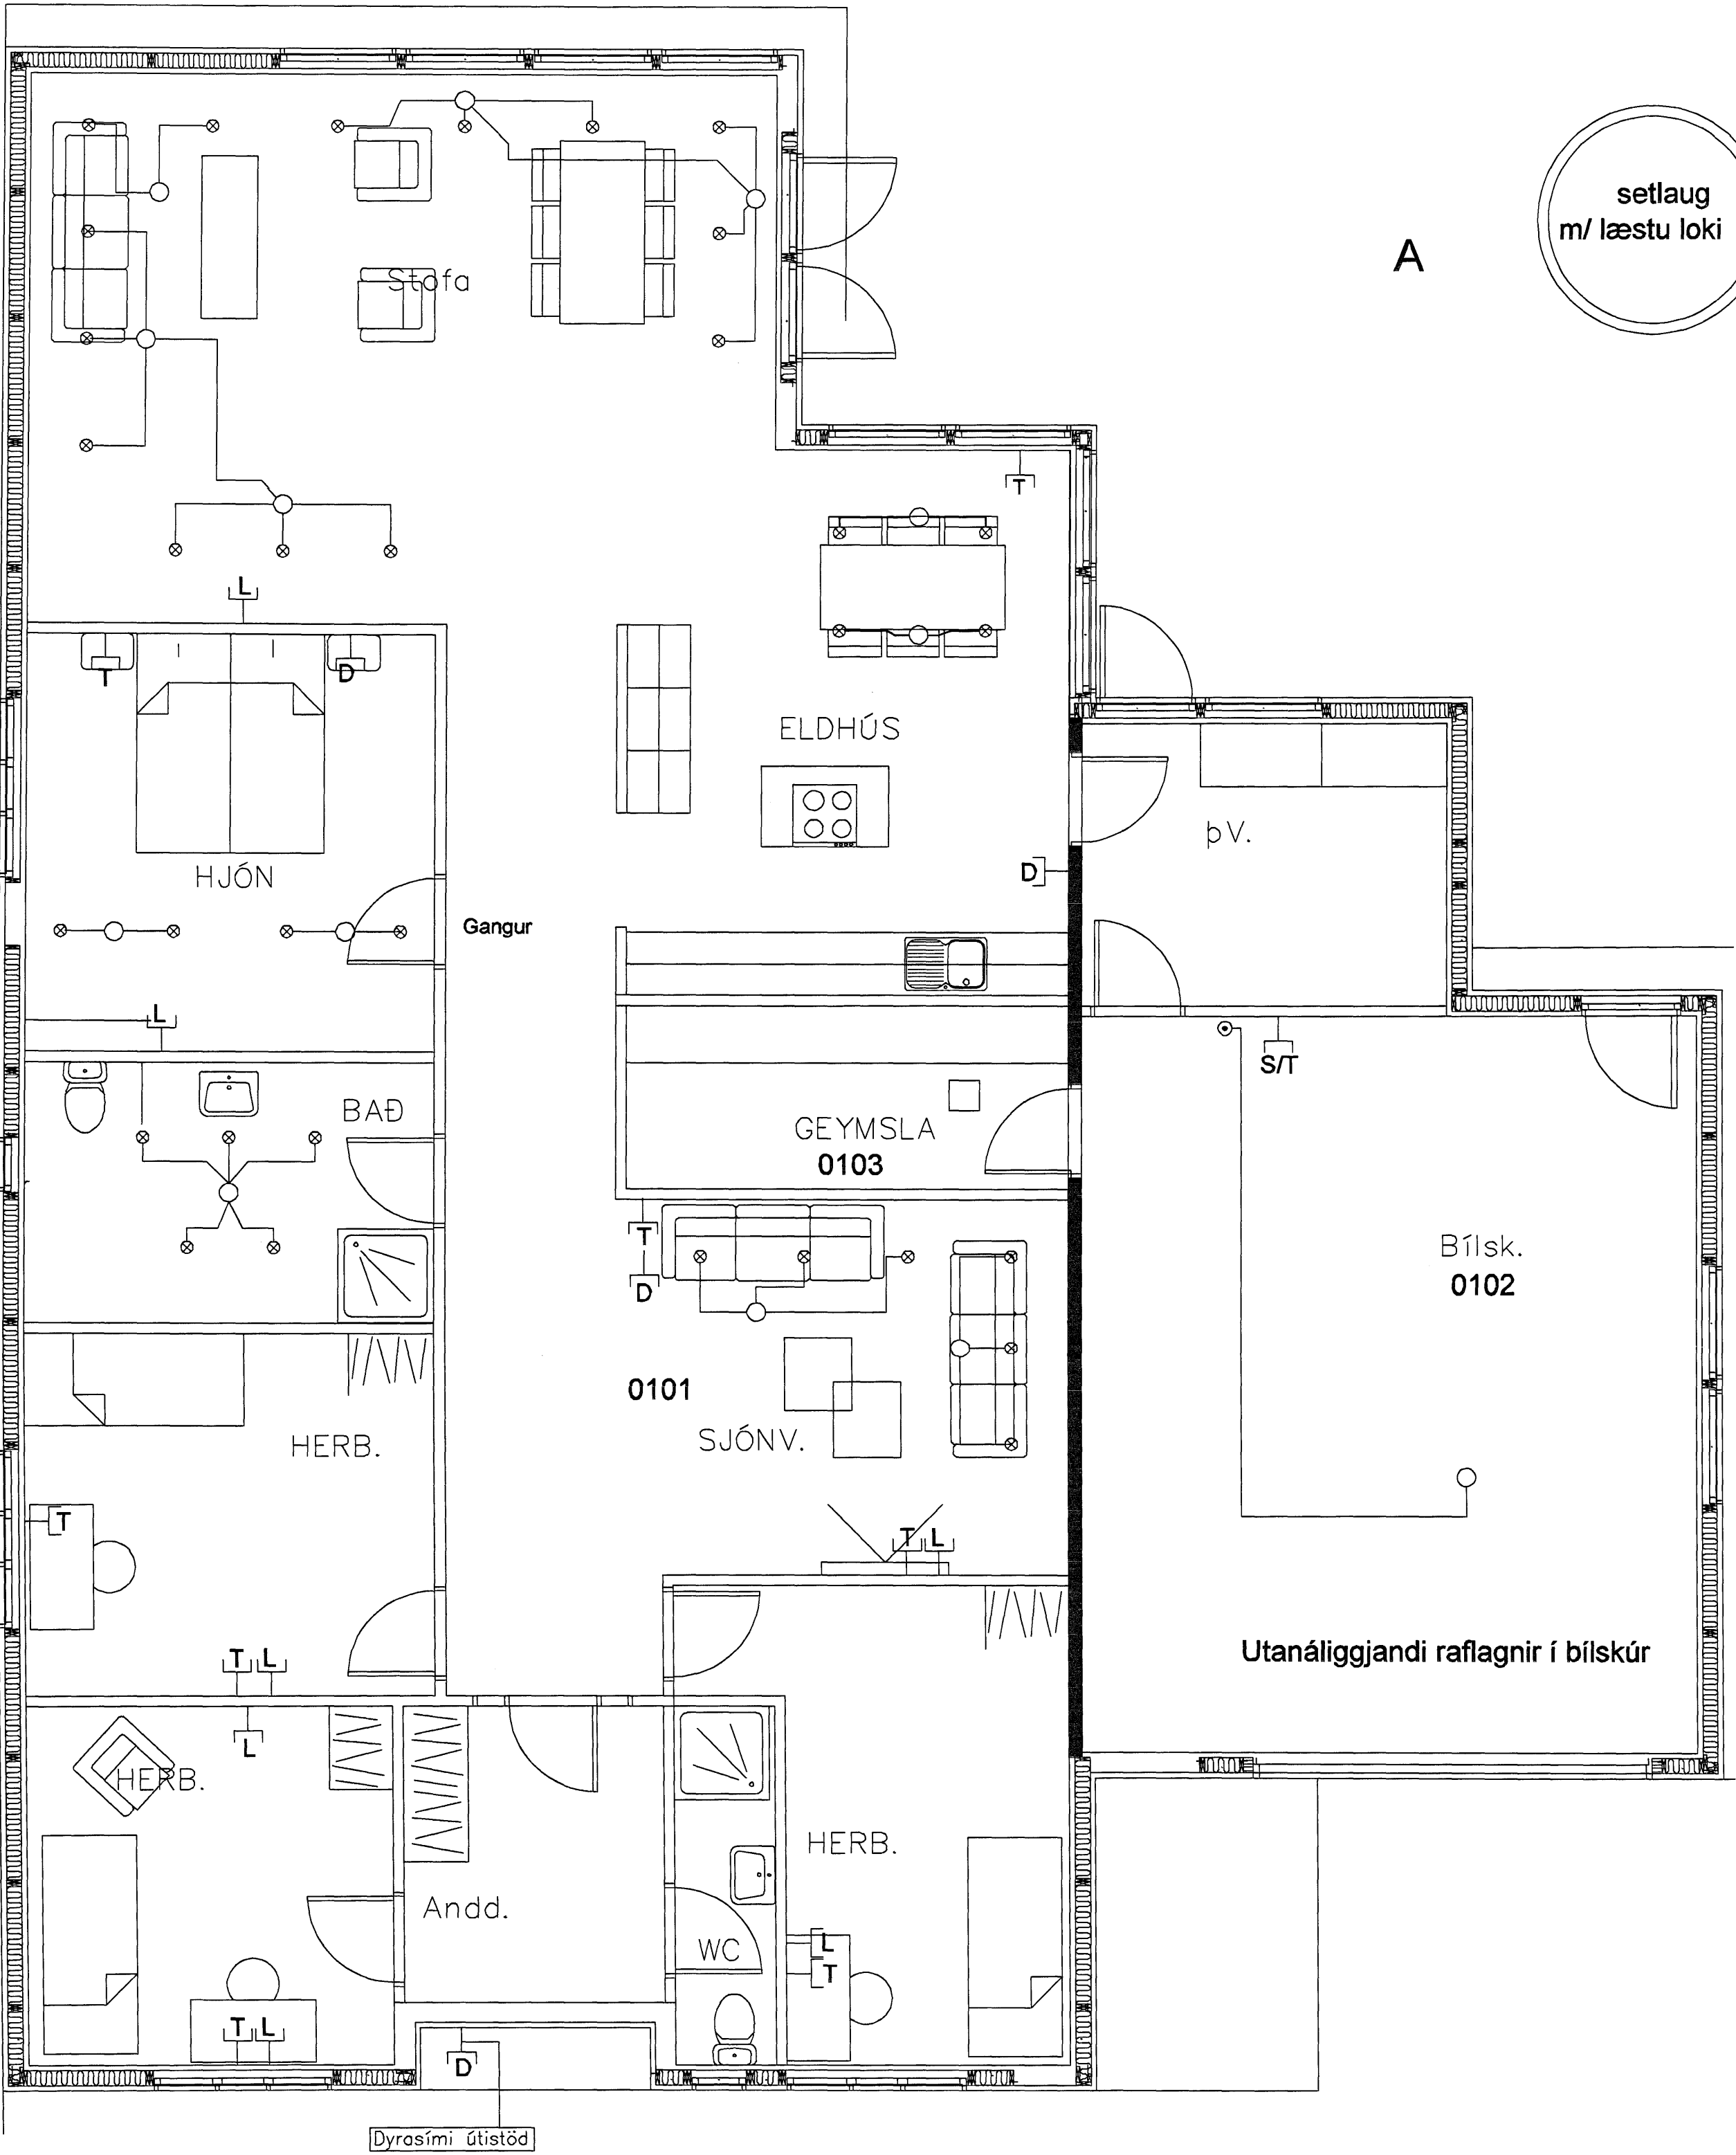 setlaug
m/ læstu loki
A
Stofa
T
L
T
D
ELDHÚS
ÞV.
HJÓN
D
Gangur
L
S/T
BAÐ
GEYMSLA
0103
T
D
Bílsk.
0102
0101
HERB.
SJÓNV.
T
T L
Utanáliggjandi raflagnir í bílskúr
T L
L
HERB.
HERB.
Andd.
WC
L
T
T L
D
Dyrasími útistöd